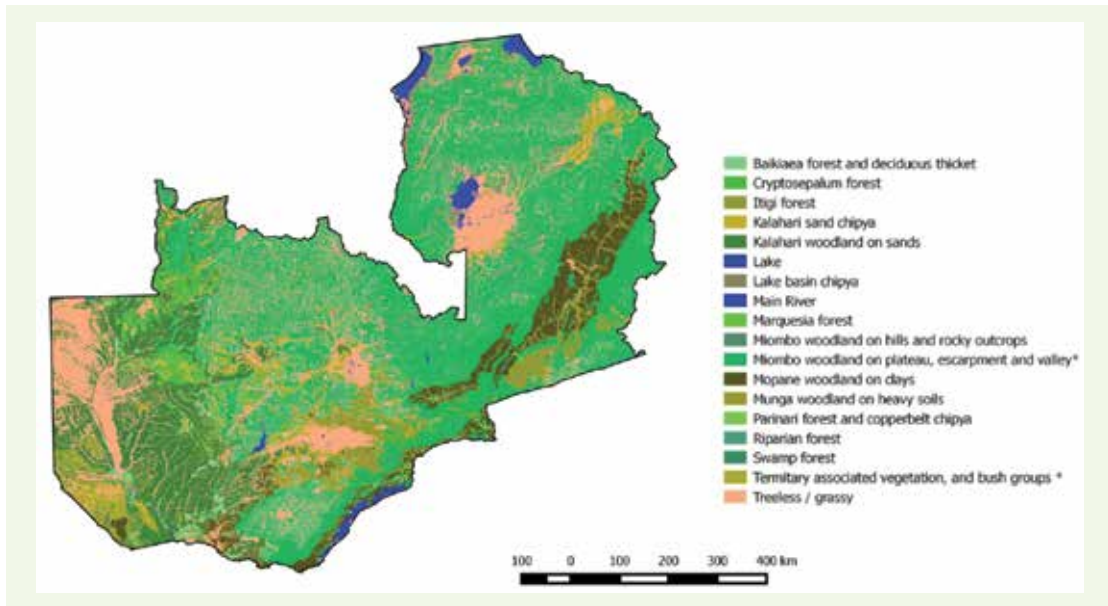 Baikiaea forest and deciduous thicket
Cryptosepalum forest
Itigi forest
Kalahari sand chipya
Kalahari woodland on sands
Lake
Lake basin chipya
Main River
Marquesia forest
Miombo woodland on hills and rocky outcrops
Miombo woodland on plateau, escarpment and valley*
Mopane woodland on clays
Munga woodland on heavy soils
Parinari forest and copperbelt chipya
Riparian forest
Swamp forest
Termitary associated vegetation, and bush groups *
Treeless / grassy
100 0 100 200 300 400 km